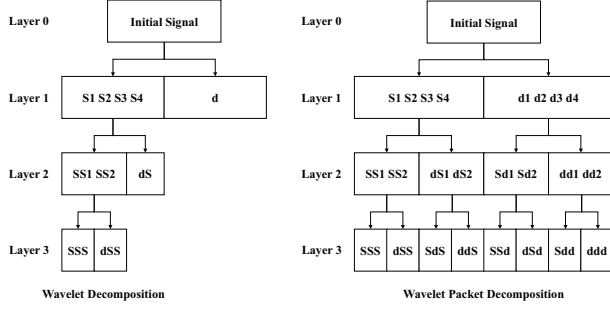 Layer 0
Initial Signal
Layer 1
S1 S2 S3 S4
d
Layer 2
SS1 SS2
dS
Layer 3
SSS
dSS
Wavelet Decomposition
Layer 0
Initial Signal
Layer 1
S1 S2 S3 S4
d1 d2 d3 d4
Layer 2
SS1 SS2
dS1 dS2
Sd1 Sd2
dd1 dd2
Layer 3
SSS
dSS
SdS
ddS
SSd
dSd
Sdd
ddd
Wavelet Packet Decomposition